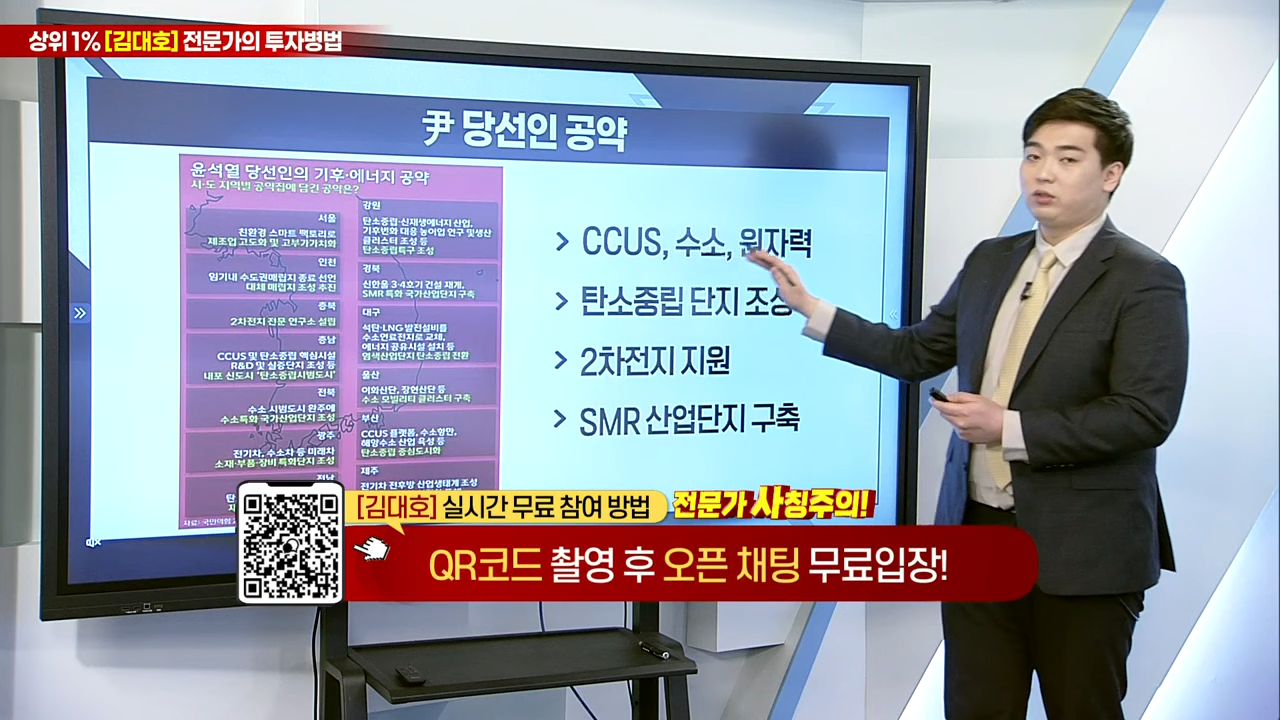 상위 1% [김대호] 전문가의 투자병법
尹 당선인 공약
윤석열 당선인의 기후·에너지 공약
시·도 지역별 공약집에 담긴 공약은?
서울
친환경 스마트 팩토리로
제조업 고도화 및 고부가가치화
인천
임기내 수도권매립지 종료 선언
대체 매립지 조성 추진
충북
2차전지 전문 연구소 설립
충남
CCUS 및 탄소중립 핵심시설
R&D 및 실증단지 조성 등
내포 신도시 '탄소중립시범도시'
전북
수소 시범도시 완주에
수소특화 국가산업단지 조성
광주
전기차, 수소차 등 미래차
소재·부품·장비 특화단지 조성
전남
강원
탄소중립·신재생에너지 산업,
기후변화 대응 농어업 연구 및 생산
클러스터 조성 등
탄소중립특구 조성
경북
신한울 3·4호기 건설 재개,
SMR 특화 국가산업단지 구축
대구
석탄·LNG 발전설비를
수소연료전지로 교체,
에너지 공유시설 설치 등
염색산업단지 탄소중립 전환
울산
이화산단, 장현산단 등
수소 모빌리티 클러스터 구축
부산
CCUS 플랫폼, 수소항만,
해양수소 산업 육성 등
탄소중립 중심도시화
제주
전기차 전후방 산업생태계 조성
자료: 국민의힘
> CCUS, 수소, 원자력
> 탄소중립 단지 조성
> 2차전지 지원
> SMR 산업단지 구축
[김대호] 실시간 무료 참여 방법
전문가 사칭주의!
QR코드 촬영 후 오픈 채팅 무료입장!